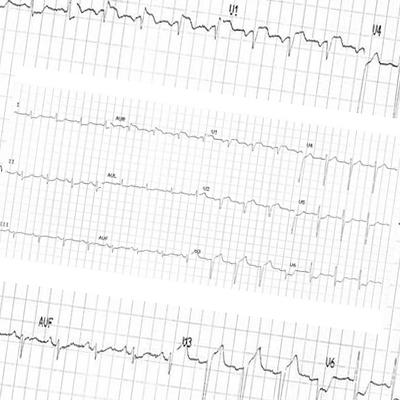 V1
V4
I AVR V1 V4
II AVL V2 V5
III AVF V3 V6
AVF V3 V6